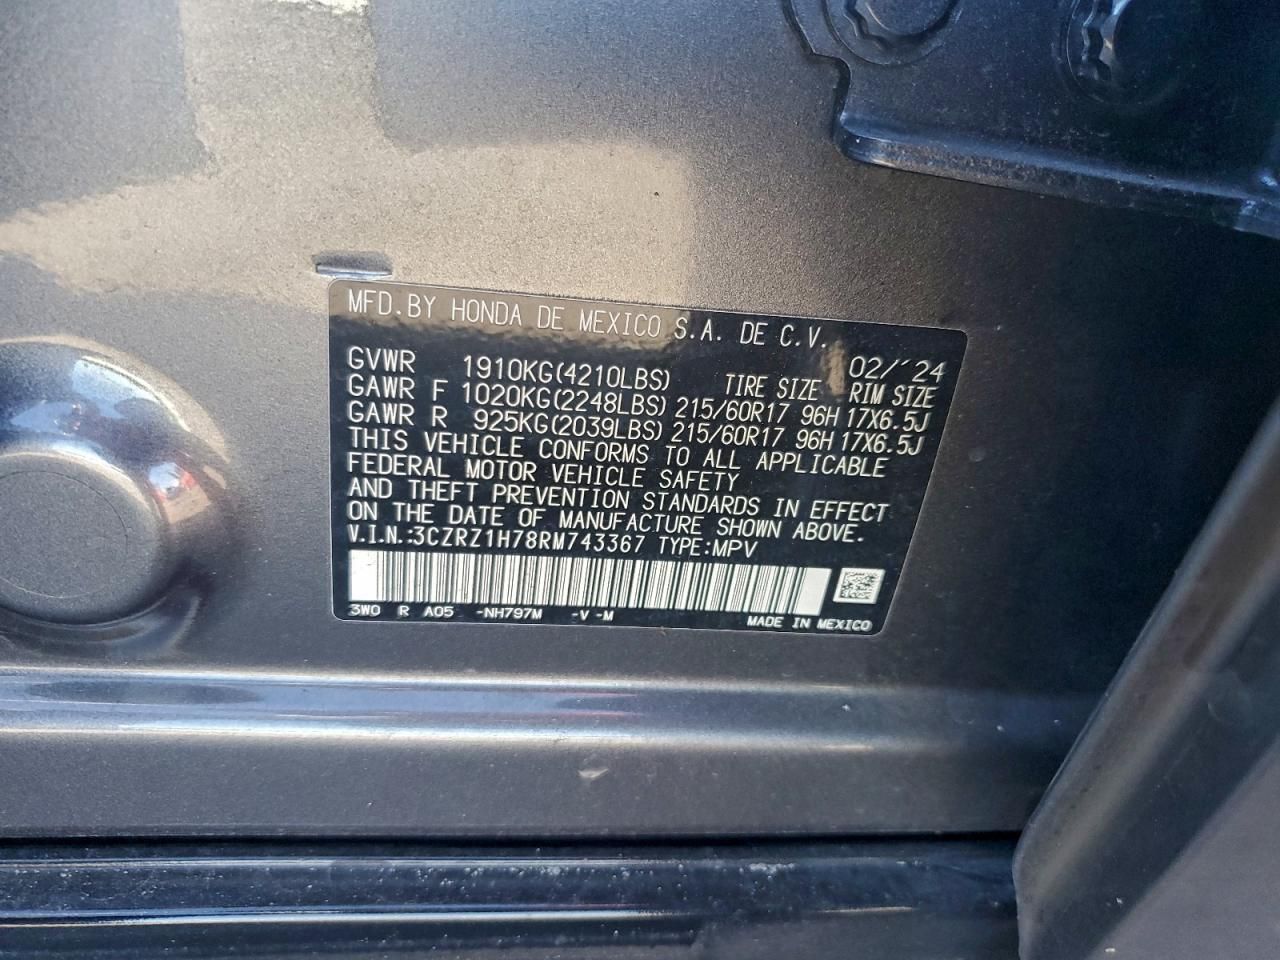 MFD.BY HONDA DE MEXICO S.A. DE C.V.
02/'24
GVWR 1910KG(4210LBS) TIRE SIZE RIM SIZE
GAWR F 1020KG(2248LBS) 215/60R17 96H 17X6.5J
GAWR R 925KG(2039LBS) 215/60R17 96H 17X6.5J
THIS VEHICLE CONFORMS TO ALL APPLICABLE
FEDERAL MOTOR VEHICLE SAFETY
AND THEFT PREVENTION STANDARDS IN EFFECT
ON THE DATE OF MANUFACTURE SHOWN ABOVE.
V.I.N.:3CZRZ1H78RM743367 TYPE:MPV
3W0 R A05 -NH797M -V -M MADE IN MEXICO